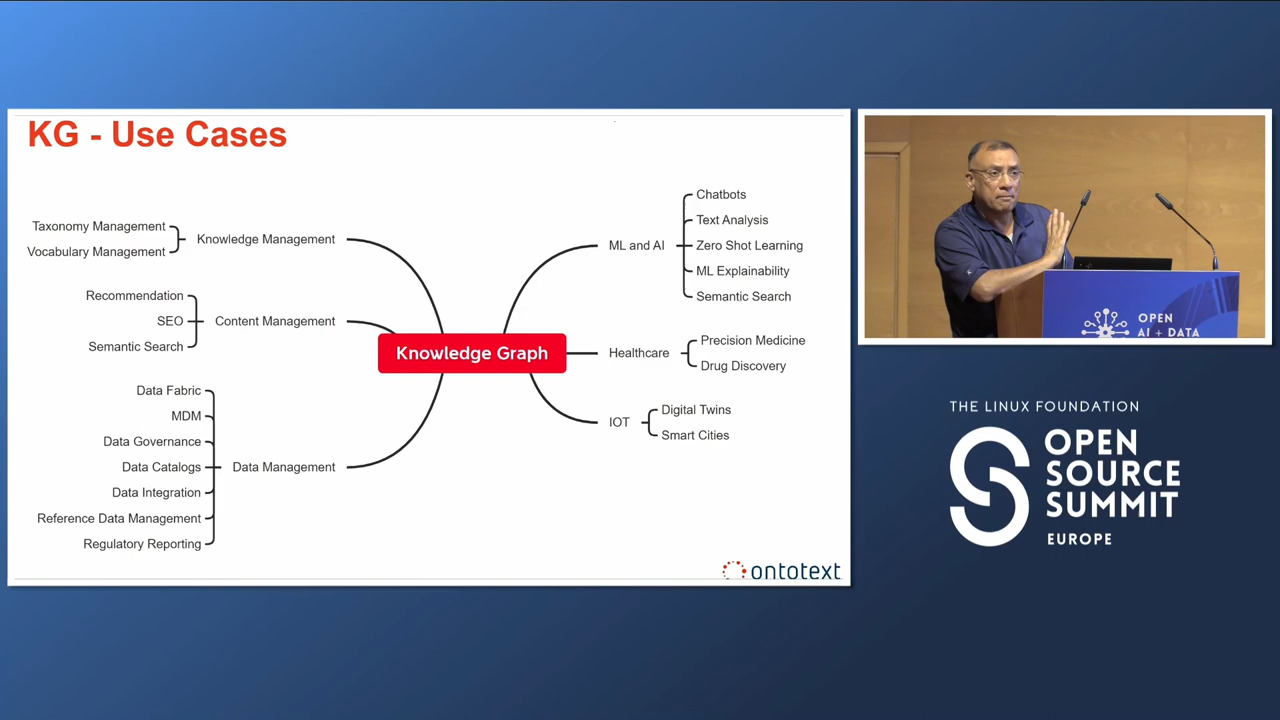 KG - Use Cases
Taxonomy Management
Vocabulary Management
Knowledge Management
Recommendation
SEO
Semantic Search
Content Management
Data Fabric
MDM
Data Governance
Data Catalogs
Data Integration
Reference Data Management
Regulatory Reporting
Data Management
Knowledge Graph
ML and AI
Chatbots
Text Analysis
Zero Shot Learning
ML Explainability
Semantic Search
Healthcare
Precision Medicine
Drug Discovery
IOT
Digital Twins
Smart Cities
ontotext
OPEN
AI + DATA
THE LINUX FOUNDATION
OPEN
SOURCE
SUMMIT
EUROPE